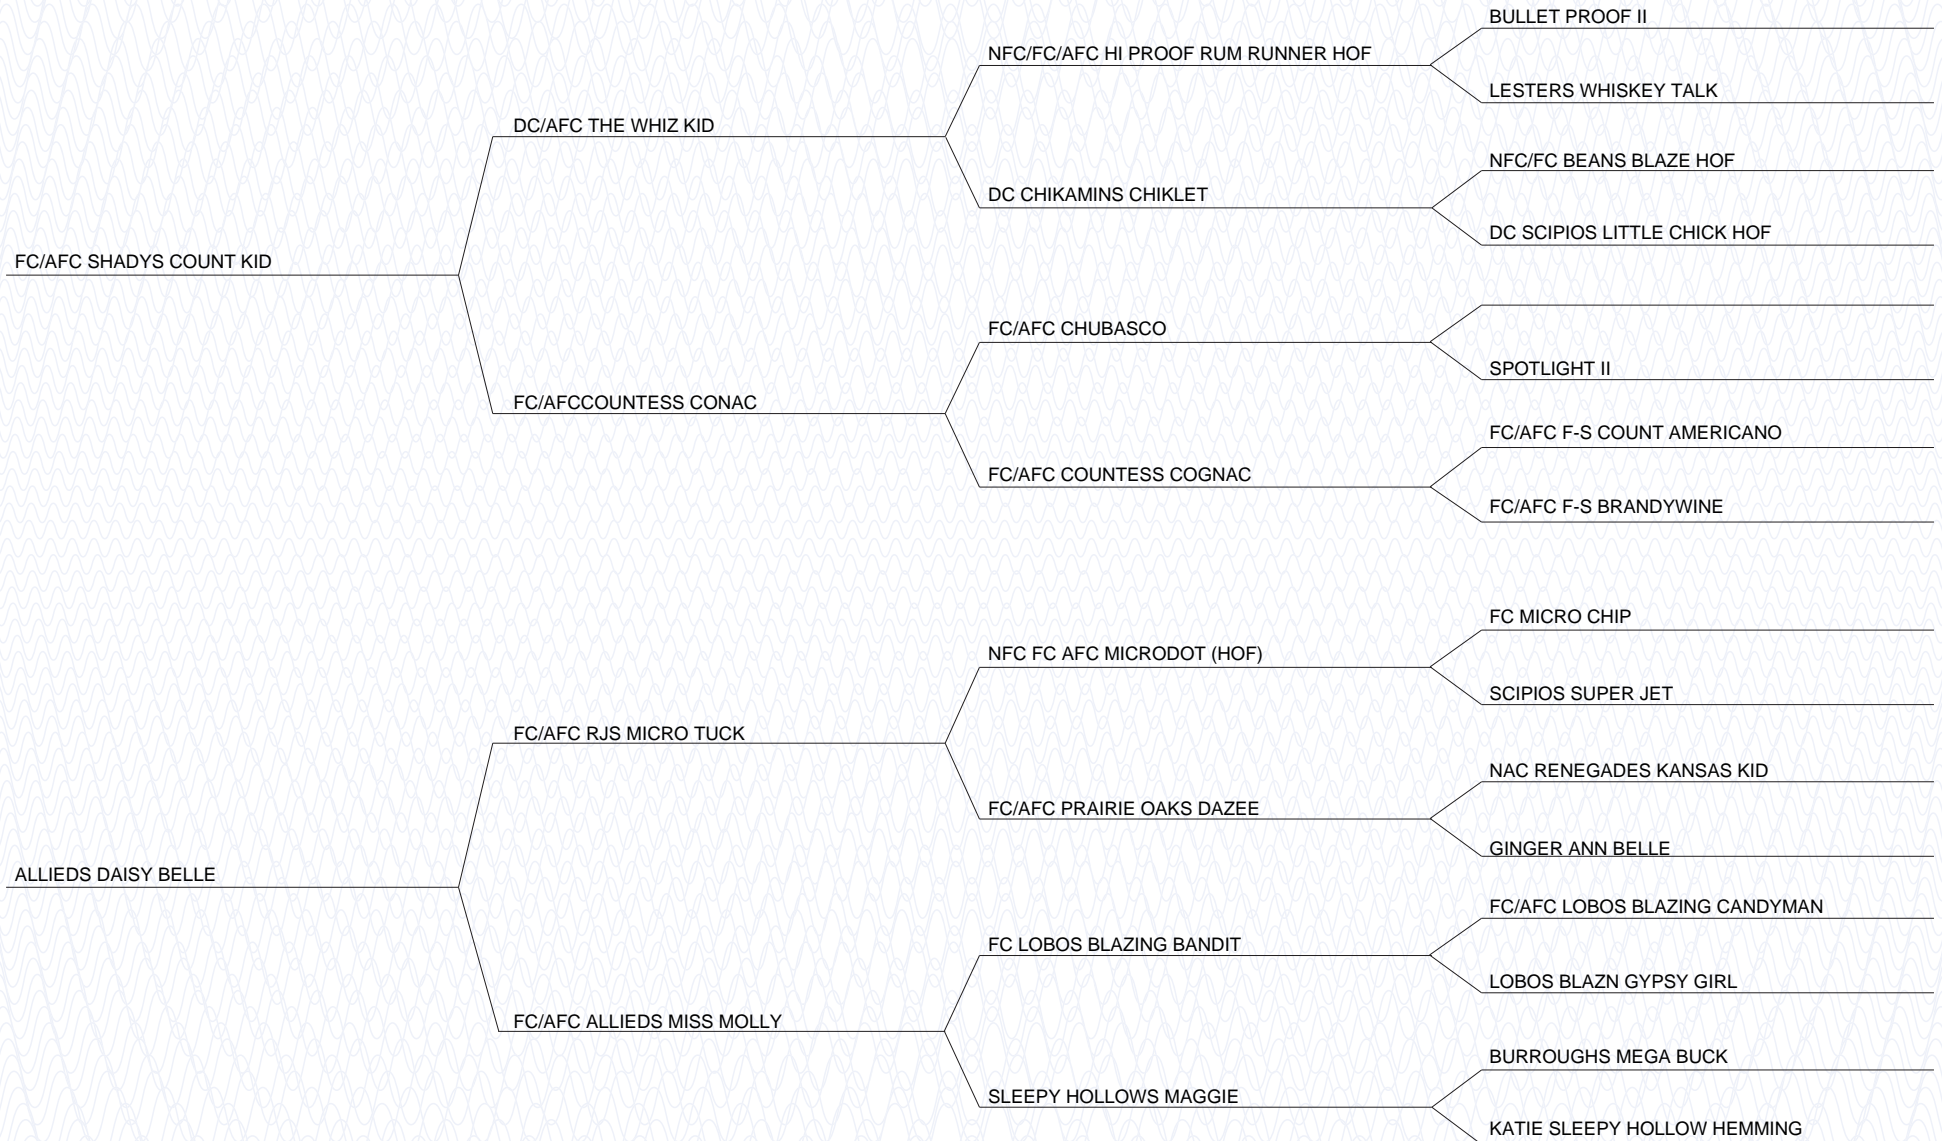 BULLET PROOF II
NFC/FC/AFC HI PROOF RUM RUNNER HOF
LESTERS WHISKEY TALK
DC/AFC THE WHIZ KID
NFC/FC BEANS BLAZE HOF
DC CHIKAMINS CHIKLET
DC SCIPIOS LITTLE CHICK HOF
FC/AFC SHADYS COUNT KID
FC/AFC CHUBASCO
SPOTLIGHT II
FC/AFCCOUNTESS CONAC
FC/AFC F-S COUNT AMERICANO
FC/AFC COUNTESS COGNAC
FC/AFC F-S BRANDYWINE
FC MICRO CHIP
NFC FC AFC MICRODOT (HOF)
SCIPIOS SUPER JET
FC/AFC RJS MICRO TUCK
NAC RENEGADES KANSAS KID
FC/AFC PRAIRIE OAKS DAZEE
GINGER ANN BELLE
ALLIEDS DAISY BELLE
FC/AFC LOBOS BLAZING CANDYMAN
FC LOBOS BLAZING BANDIT
LOBOS BLAZN GYPSY GIRL
FC/AFC ALLIEDS MISS MOLLY
BURROUGHS MEGA BUCK
SLEEPY HOLLOWS MAGGIE
KATIE SLEEPY HOLLOW HEMMING